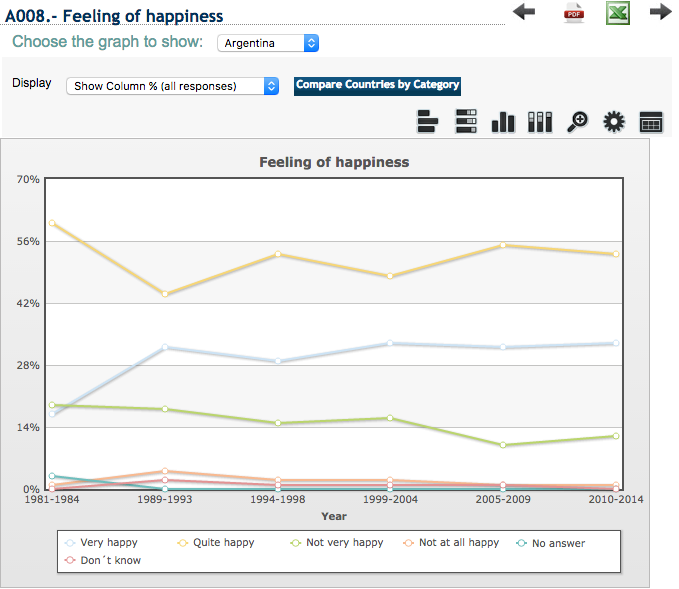 A008.- Feeling of happiness
PDF
Choose the graph to show: Argentina
Display Show Column % (all responses) Compare Countries by Category
Feeling of happiness
70%
56%
42%
28%
14%
0%
1981-1984 1989-1993 1994-1998 1999-2004 2005-2009 2010-2014
Year
Very happy Quite happy Not very happy Not at all happy No answer
Don´t know